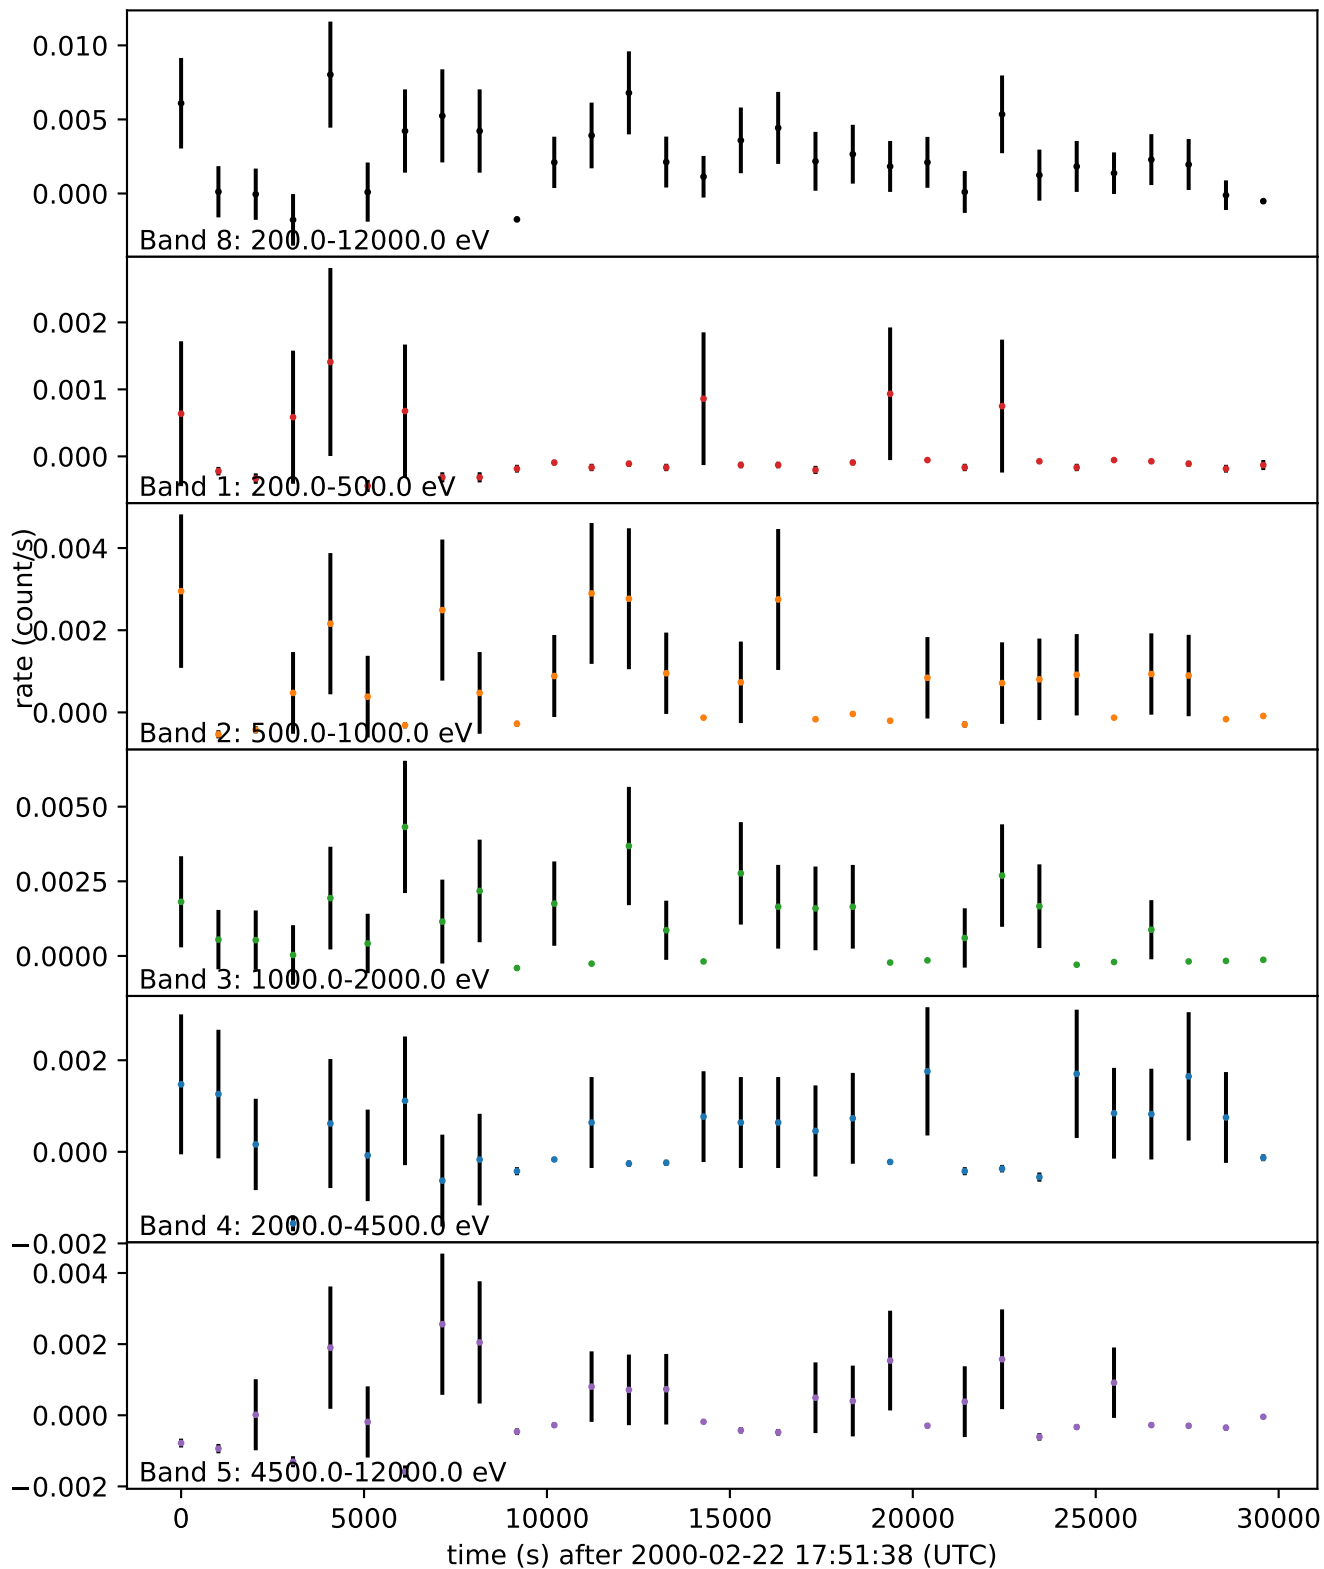 0.010
0.005
0.000
Band 8: 200.0-12000.0 eV
0.002
0.001
0.000
Band 1: 200.0-500.0 eV
rate (count/s)
0.004
0.002
0.000
Band 2: 500.0-1000.0 eV
0.0050
0.0025
0.0000
Band 3: 1000.0-2000.0 eV
0.002
0.000
−0.002
Band 4: 2000.0-4500.0 eV
0.004
0.002
0.000
−0.002
Band 5: 4500.0-12000.0 eV
0 5000 10000 15000 20000 25000 30000
time (s) after 2000-02-22 17:51:38 (UTC)